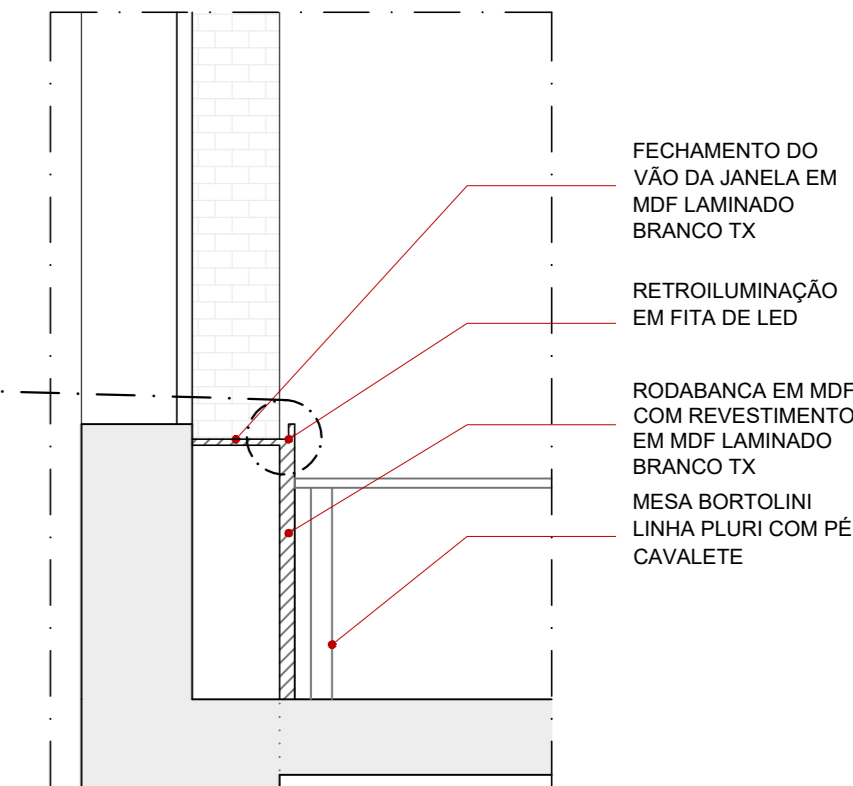 FECHAMENTO DO
VÃO DA JANELA EM
MDF LAMINADO
BRANCO TX
RETROILUMINAÇÃO
EM FITA DE LED
RODABANCA EM MDF
COM REVESTIMENTO
EM MDF LAMINADO
BRANCO TX
MESA BORTOLINI
LINHA PLURI COM PÉ
CAVALETE